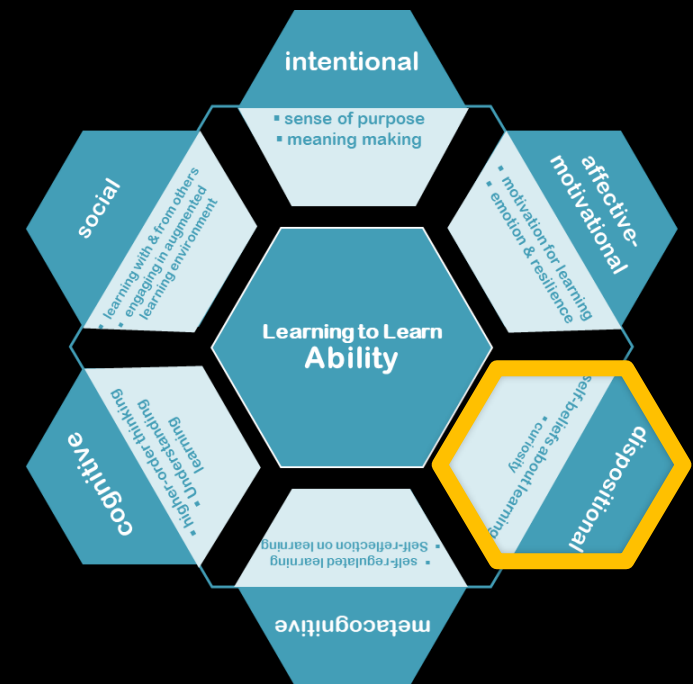 intentional
▪ sense of purpose
▪ meaning making
affective-
motivational
▪ motivation for learning
▪ emotion & resilience
dispositional
self-beliefs about learning
▪ curiosity
metacognitive
▪ self-regulated learning
▪ Self-reflection on learning
cognitive
▪ higher-order thinking
▪ Understanding
learning
social
▪ learning with & from others
▪ engaging in augmented
learning environment
Learning to Learn
Ability